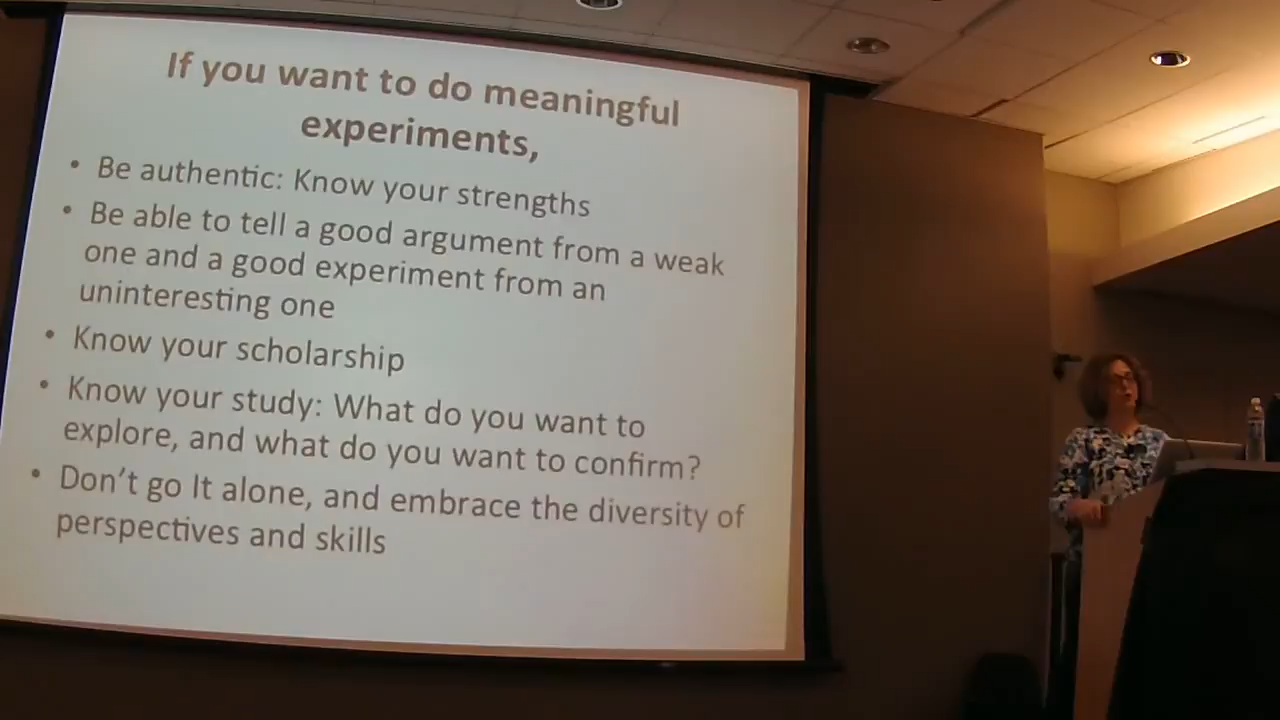 If you want to do meaningful
experiments,
• Be authentic: Know your strengths
• Be able to tell a good argument from a weak
one and a good experiment from an
uninteresting one
• Know your scholarship
• Know your study: What do you want to
explore, and what do you want to confirm?
• Don't go It alone, and embrace the diversity of
perspectives and skills